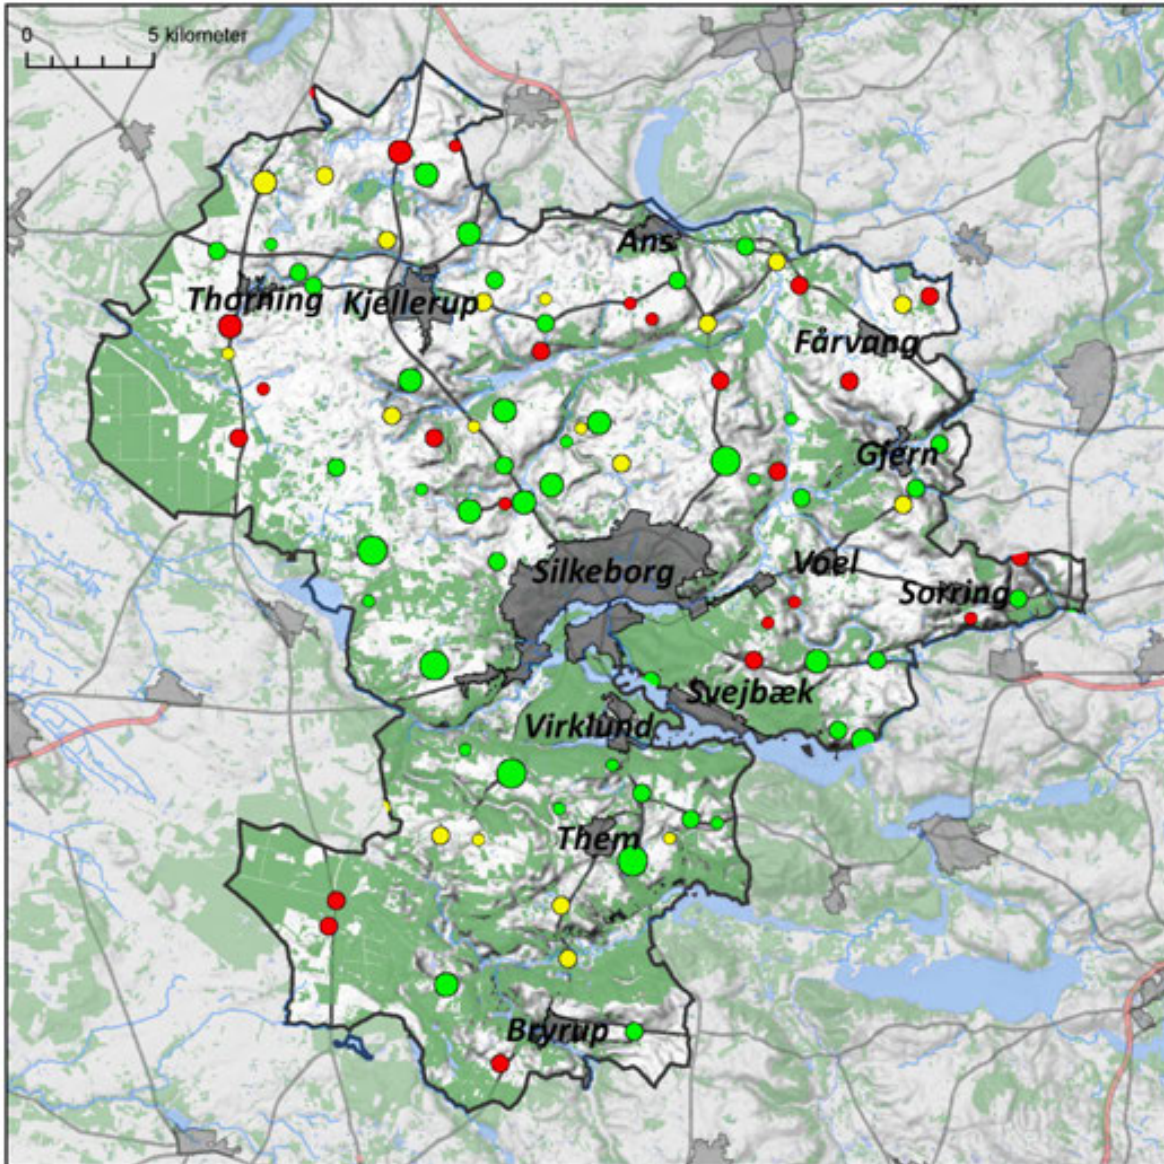 0 5 kilometer
Ans
Thorning
Kjellerup
Fårvang
Gjern
Silkeborg
Voel
Sorring
Svejbæk
Virklund
Them
Bryrup